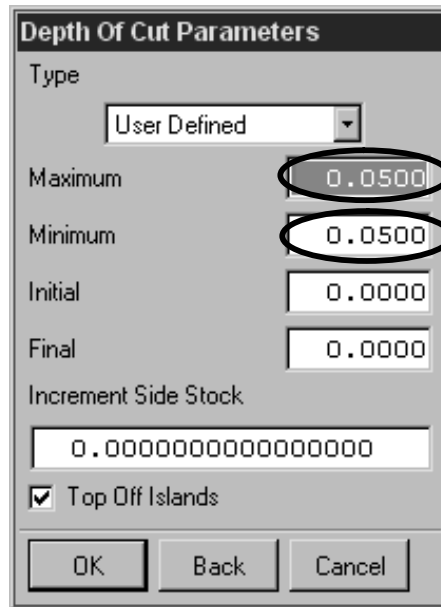 Depth Of Cut Parameters
Type
User Defined
Maximum 0.0500
Minimum 0.0500
Initial 0.0000
Final 0.0000
Increment Side Stock
0.0000000000000000
Top Off Islands
OK Back Cancel